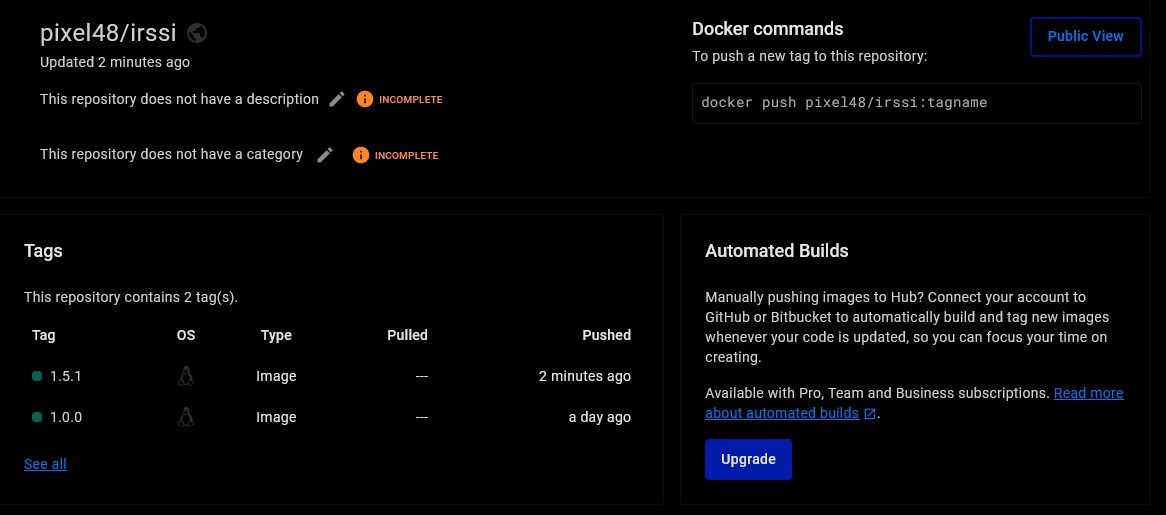 pixel48/irssi
Updated 2 minutes ago
This repository does not have a description INCOMPLETE
This repository does not have a category INCOMPLETE
Docker commands
Public View
To push a new tag to this repository:
docker push pixel48/irssi:tagname
Tags
This repository contains 2 tag(s).
Tag OS Type Pulled Pushed
1.5.1 Image --- 2 minutes ago
1.0.0 Image --- a day ago
See all
Automated Builds
Manually pushing images to Hub? Connect your account to
GitHub or Bitbucket to automatically build and tag new images
whenever your code is updated, so you can focus your time on
creating.
Available with Pro, Team and Business subscriptions. Read more
about automated builds .
Upgrade